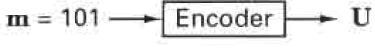 m = 101 Encoder U